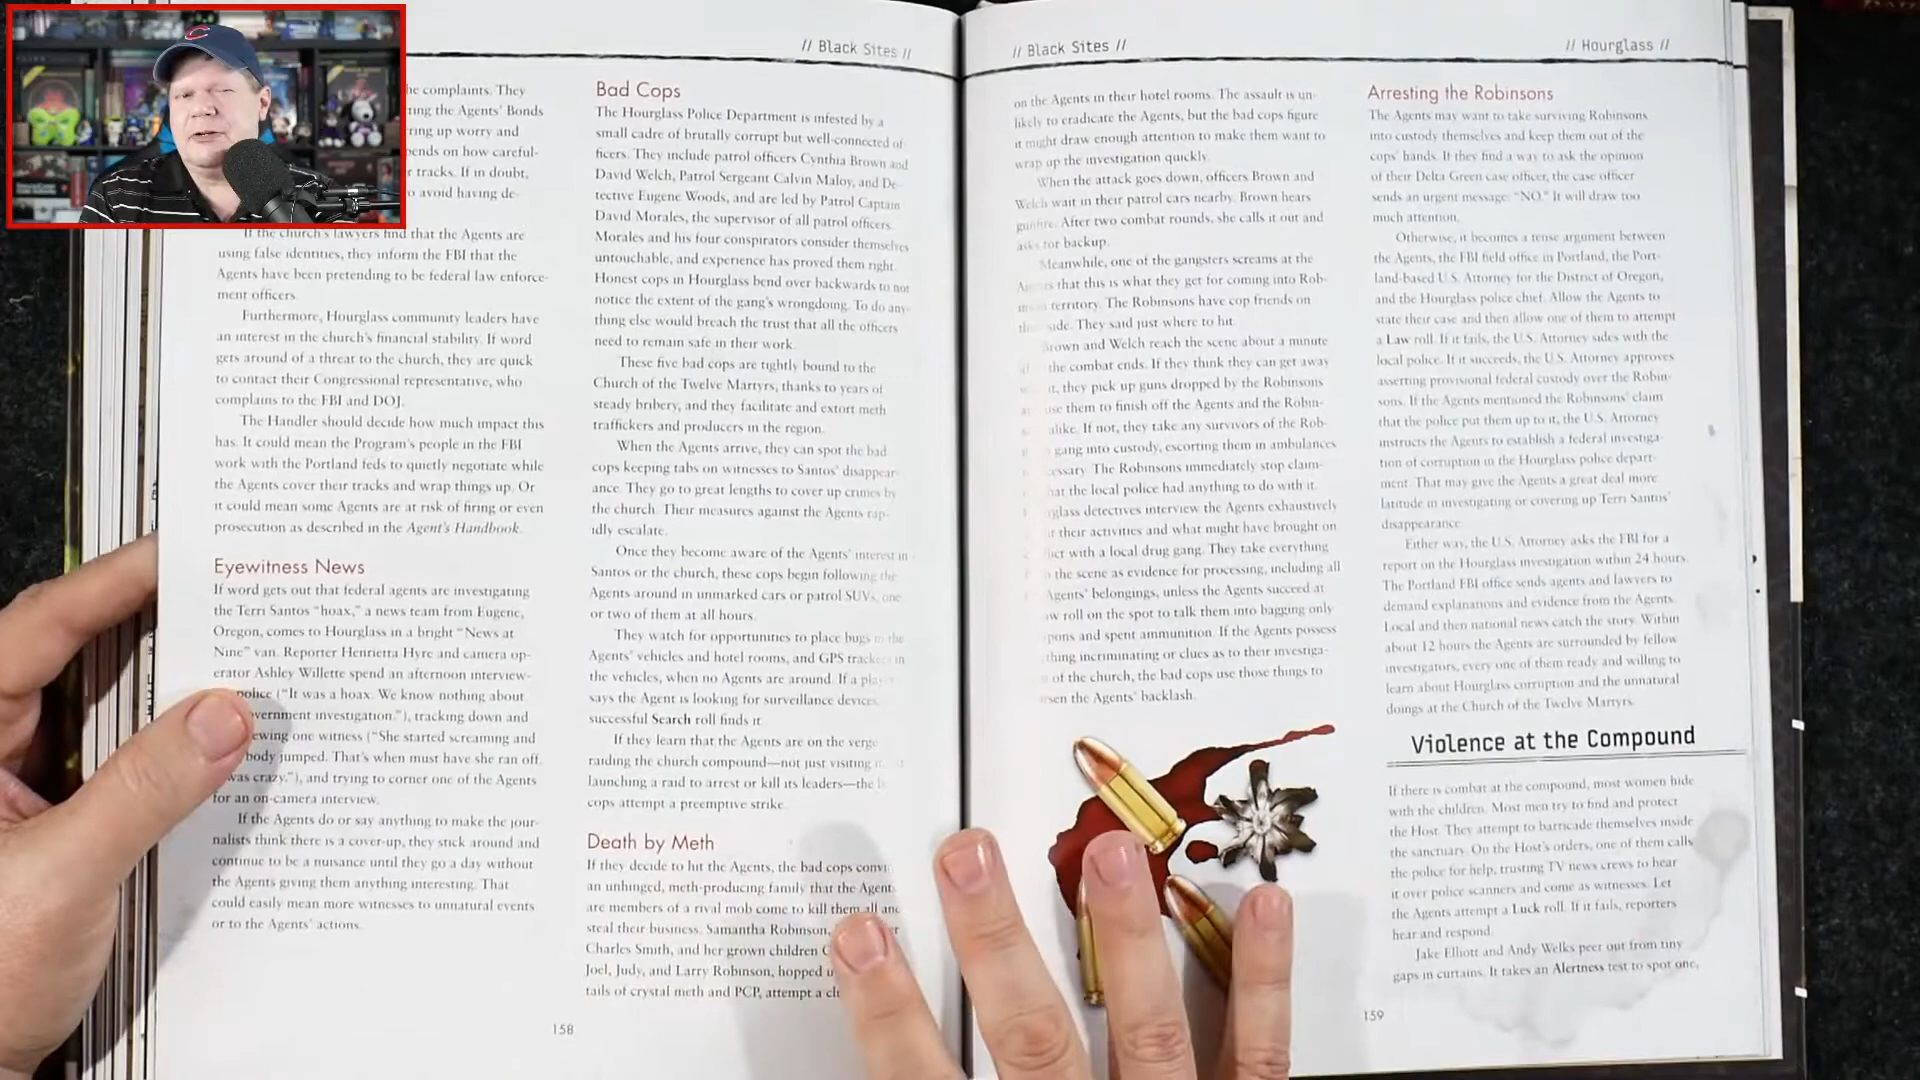 // Black Sites //
he complaints. They
ting the Agents' Bonds
ring up worry and
pends on how careful-
r tracks. If in doubt,
o avoid having de-
If the church's lawyers find that the Agents are
using false identities, they inform the FBI that the
Agents have been pretending to be federal law enforce-
ment officers.
Furthermore, Hourglass community leaders have
an interest in the church's financial stability. If word
gets around of a threat to the church, they are quick
to contact their Congressional representative, who
complains to the FBI and DOJ.
The Handler should decide how much impact this
has. It could mean the Program's people in the FBI
work with the Portland feds to quietly negotiate while
the Agents cover their tracks and wrap things up. Or
it could mean some Agents are at risk of firing or even
prosecution as described in the Agent's Handbook.
Eyewitness News
If word gets out that federal agents are investigating
the Terri Santos "hoax," a news team from Eugene,
Oregon, comes to Hourglass in a bright "News at
Nine" van. Reporter Henrietta Hyre and camera op-
erator Ashley Willette spend an afternoon interview-
police ("It was a hoax. We know nothing about
vernment investigation."), tracking down and
ewing one witness ("She started screaming and
body jumped. That's when must have she ran off.
was crazy."), and trying to corner one of the Agents
for an on-camera interview.
If the Agents do or say anything to make the jour-
nalists think there is a cover-up, they stick around and
continue to be a nuisance until they go a day without
the Agents giving them anything interesting. That
could easily mean more witnesses to unnatural events
or to the Agents' actions.
Bad Cops
The Hourglass Police Department is infested by a
small cadre of brutally corrupt but well-connected of-
ficers. They include patrol officers Cynthia Brown and
David Welch, Patrol Sergeant Calvin Maloy, and De-
tective Eugene Woods, and are led by Patrol Captain
David Morales, the supervisor of all patrol officers.
Morales and his four conspirators consider themselves
untouchable, and experience has proved them right.
Honest cops in Hourglass bend over backwards to not
notice the extent of the gang's wrongdoing. To do any-
thing else would breach the trust that all the officers
need to remain safe in their work.
These five bad cops are tightly bound to the
Church of the Twelve Martyrs, thanks to years of
steady bribery, and they facilitate and extort meth
traffickers and producers in the region.
When the Agents arrive, they can spot the bad
cops keeping tabs on witnesses to Santos' disappear-
ance. They go to great lengths to cover up crimes by
the church. Their measures against the Agents rap-
idly escalate.
Once they become aware of the Agents' interest in
Santos or the church, these cops begin following the
Agents around in unmarked cars or patrol SUVs, one
or two of them at all hours.
They watch for opportunities to place bugs in the
Agents' vehicles and hotel rooms, and GPS trackers in
the vehicles, when no Agents are around. If a play
says the Agent is looking for surveillance devices,
successful Search roll finds it.
If they learn that the Agents are on the verge
raiding the church compound—not just visiting it,
launching a raid to arrest or kill its leaders—the
cops attempt a preemptive strike.
Death by Meth
If they decide to hit the Agents, the bad cops convi
an unhinged, meth-producing family that the Agent
are members of a rival mob come to kill them all and
steal their business. Samantha Robinson,
Charles Smith, and her grown children
Joel, Judy, and Larry Robinson, hopped
tails of crystal meth and PCP, attempt a
158
// Black Sites //
// Hourglass //
on the Agents in their hotel rooms. The assault is un-
likely to eradicate the Agents, but the bad cops figure
it might draw enough attention to make them want to
wrap up the investigation quickly.
When the attack goes down, officers Brown and
Welch wait in their patrol cars nearby. Brown hears
gunfire. After two combat rounds, she calls it out and
asks for backup.
Meanwhile, one of the gangsters screams at the
Agents that this is what they get for coming into Rob-
inson territory. The Robinsons have cop friends on
side. They said just where to hit.
Brown and Welch reach the scene about a minute
the combat ends. If they think they can get away
it, they pick up guns dropped by the Robinsons
use them to finish off the Agents and the Robin-
alike. If not, they take any survivors of the Rob-
gang into custody, escorting them in ambulances
cessary. The Robinsons immediately stop claim-
hat the local police had anything to do with it.
rglass detectives interview the Agents exhaustively
t their activities and what might have brought on
lict with a local drug gang. They take everything
the scene as evidence for processing, including all
Agents' belongings, unless the Agents succeed at
aw roll on the spot to talk them into bagging only
pons and spent ammunition. If the Agents possess
thing incriminating or clues as to their investiga-
of the church, the bad cops use those things to
rsen the Agents' backlash.
Arresting the Robinsons
The Agents may want to take surviving Robinsons
into custody themselves and keep them out of the
cops' hands. If they find a way to ask the opinion
of their Delta Green case officer, the case officer
sends an urgent message: "NO." It will draw too
much attention.
Otherwise, it becomes a tense argument between
the Agents, the FBI field office in Portland, the Port-
land-based U.S. Attorney for the District of Oregon,
and the Hourglass police chief. Allow the Agents to
state their case and then allow one of them to attempt
a Law roll. If it fails, the U.S. Attorney sides with the
local police. If it succeeds, the U.S. Attorney approves
asserting provisional federal custody over the Robin-
sons. If the Agents mentioned the Robinsons' claim
that the police put them up to it, the U.S. Attorney
instructs the Agents to establish a federal investiga-
tion of corruption in the Hourglass police depart-
ment. That may give the Agents a great deal more
latitude in investigating or covering up Terri Santos'
disappearance.
Either way, the U.S. Attorney asks the FBI for a
report on the Hourglass investigation within 24 hours.
The Portland FBI office sends agents and lawyers to
demand explanations and evidence from the Agents.
Local and then national news catch the story. Within
about 12 hours the Agents are surrounded by fellow
investigators, every one of them ready and willing to
learn about Hourglass corruption and the unnatural
doings at the Church of the Twelve Martyrs.
Violence at the Compound
If there is combat at the compound, most women hide
with the children. Most men try to find and protect
the Host. They attempt to barricade themselves inside
the sanctuary. On the Host's orders, one of them calls
the police for help, trusting TV news crews to hear
it over police scanners and come as witnesses. Let
the Agents attempt a Luck roll. If it fails, reporters
hear and respond.
Jake Elliott and Andy Welks peer out from tiny
gaps in curtains. It takes an Alertness test to spot one,
159